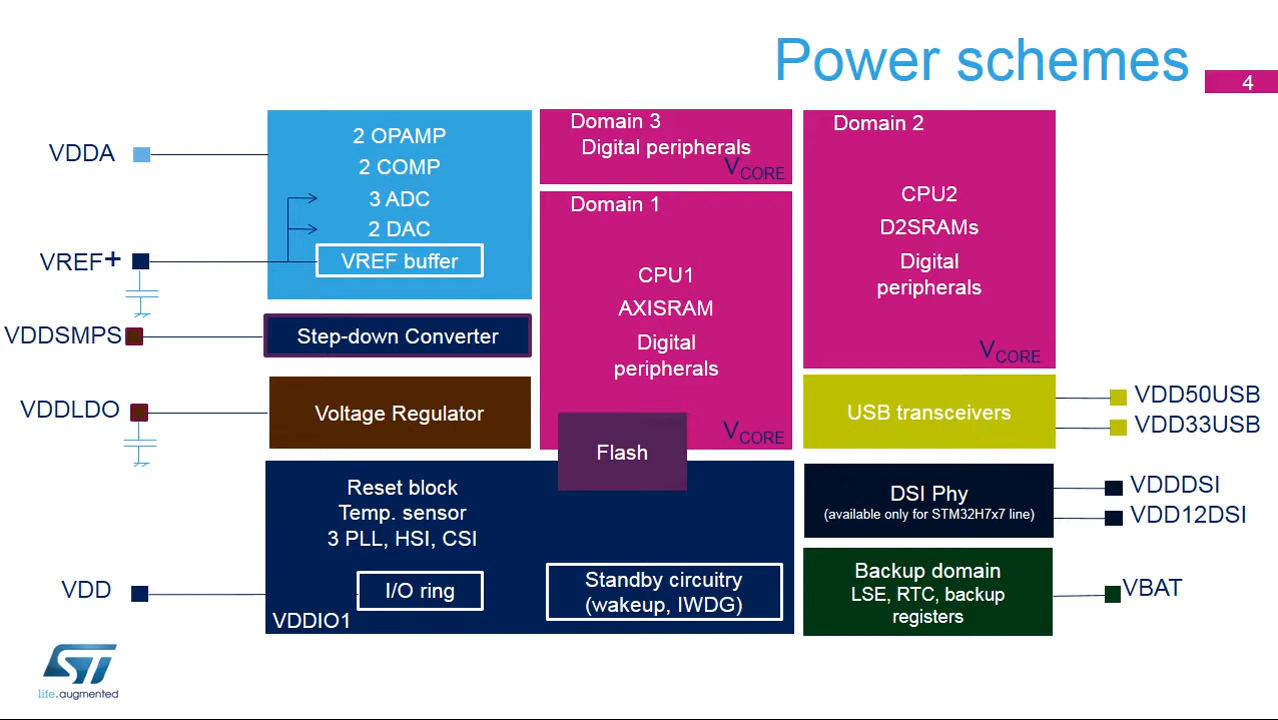 Power schemes
4
VDDA
2 OPAMP
2 COMP
3 ADC
2 DAC
VREF buffer
VREF+
Domain 3
Digital peripherals
VCORE
Domain 1
CPU1
AXISRAM
Digital
peripherals
VCORE
Domain 2
CPU2
D2SRAMs
Digital
peripherals
VCORE
VDDSMPS
Step-down Converter
VDDLDO
Voltage Regulator
Flash
USB transceivers
VDD50USB
VDD33USB
Reset block
Temp. sensor
3 PLL, HSI, CSI
I/O ring
VDD
VDDIO1
Standby circuitry
(wakeup, IWDG)
DSI Phy
(available only for STM32H7x7 line)
VDDDSI
VDD12DSI
Backup domain
LSE, RTC, backup
registers
VBAT
ST
life.augmented